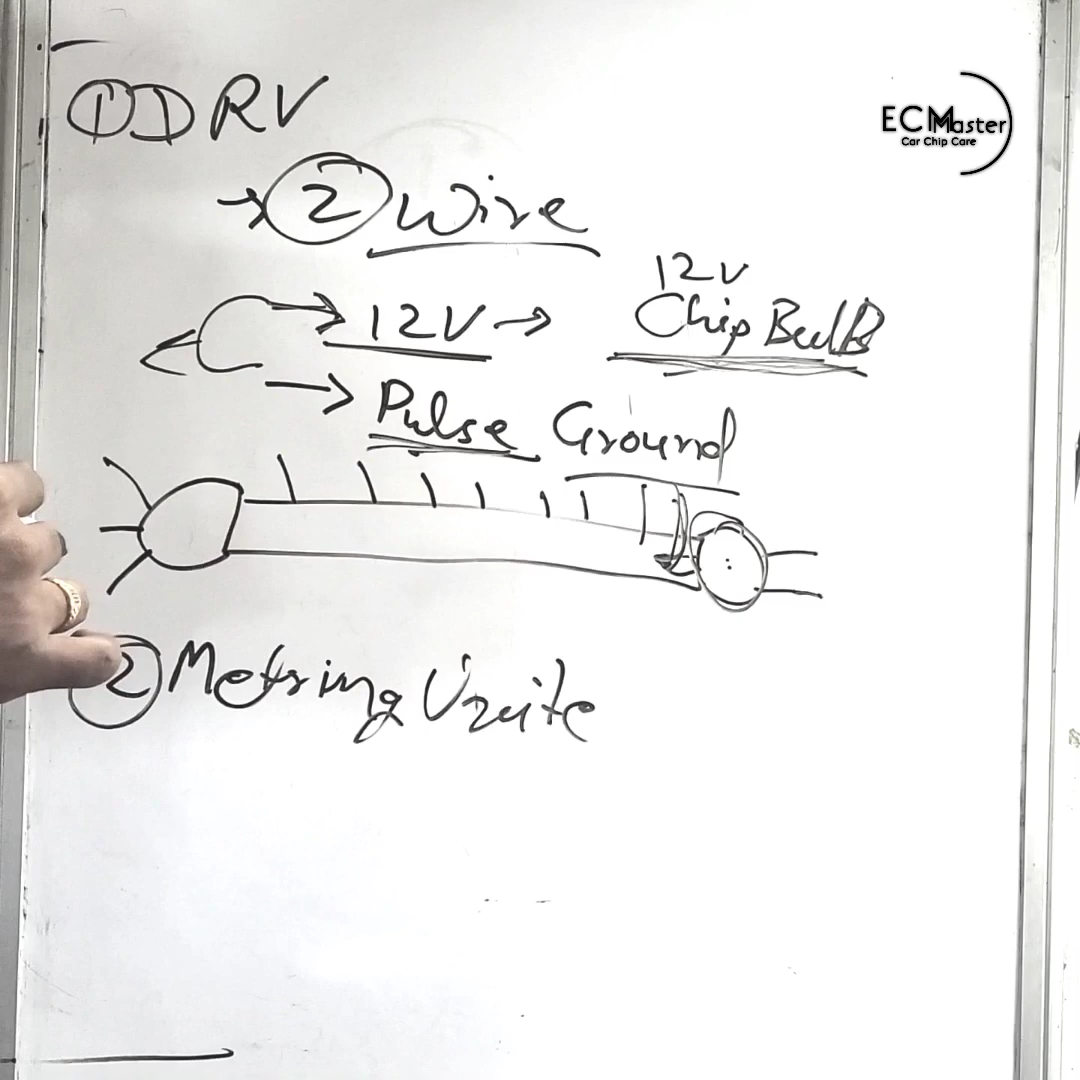 ① DRV
ECMaster
Car Chip Care
→ ② Wire
12V
→ 12V → Chip Bulb
→ Pulse Ground
② Metring Unite